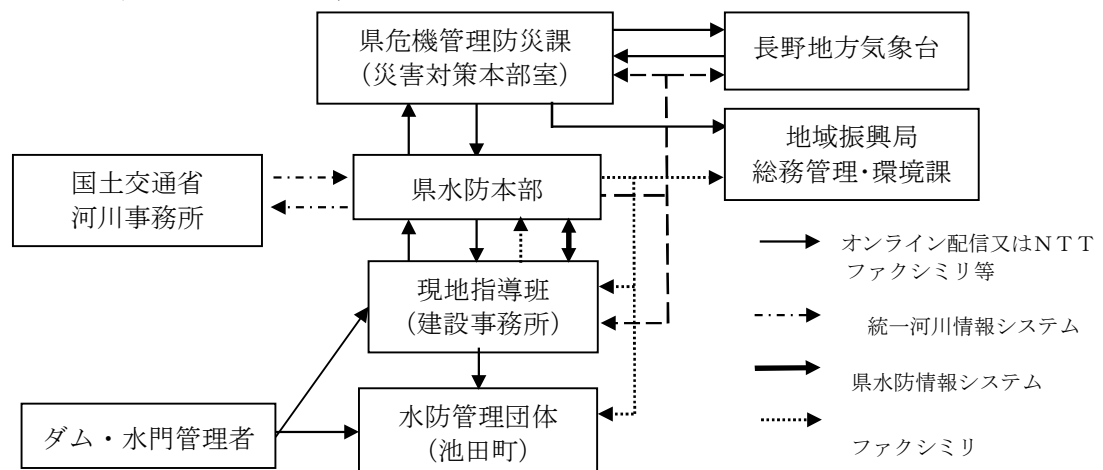 県危機管理防災課
（災害対策本部室）
長野地方気象台
地域振興局
総務管理･環境課
国土交通省
河川事務所
県水防本部
現地指導班
（建設事務所）
ダム・水門管理者
水防管理団体
（池田町）
オンライン配信又はＮＴＴ
ファクシミリ等
統一河川情報システム
県水防情報システム
ファクシミリ